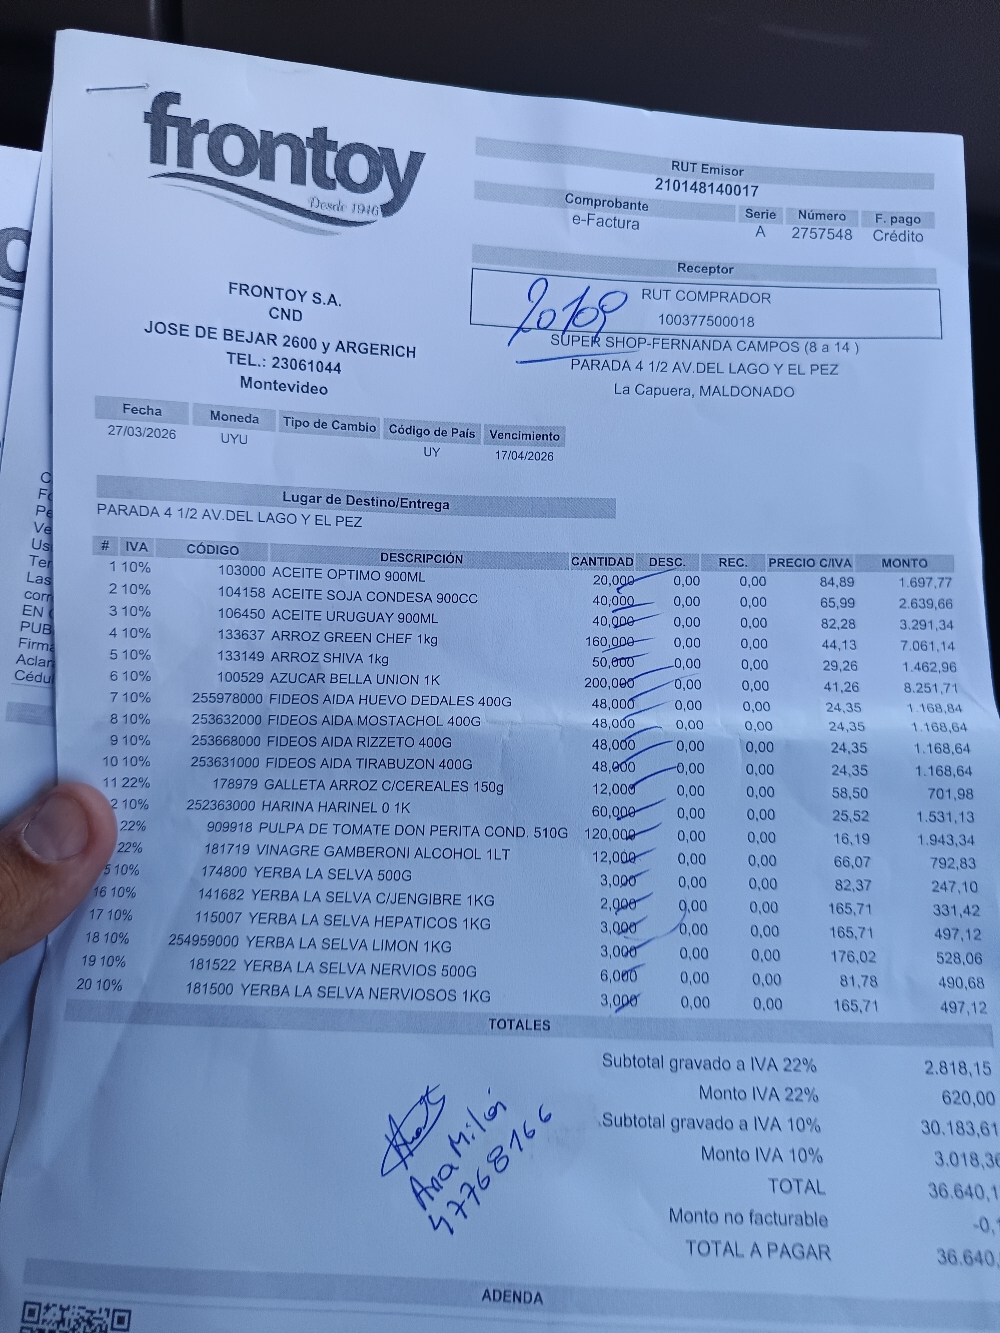 frontoy
Desde 1946
RUT Emisor
210148140017
Comprobante Serie Número F. pago
e-Factura A 2757548 Crédito
Receptor
RUT COMPRADOR
100377500018
20109
SUPER SHOP-FERNANDA CAMPOS (8 a 14 )
PARADA 4 1/2 AV.DEL LAGO Y EL PEZ
La Capuera, MALDONADO
FRONTOY S.A.
CND
JOSE DE BEJAR 2600 y ARGERICH
TEL.: 23061044
Montevideo
Fecha Moneda Tipo de Cambio Código de País Vencimiento
27/03/2026 UYU UY 17/04/2026
Lugar de Destino/Entrega
PARADA 4 1/2 AV.DEL LAGO Y EL PEZ
# IVA CÓDIGO DESCRIPCIÓN CANTIDAD DESC. REC. PRECIO C/IVA MONTO
1 10% 103000 ACEITE OPTIMO 900ML 20,000 0,00 0,00 84,89 1.697,77
2 10% 104158 ACEITE SOJA CONDESA 900CC 40,000 0,00 0,00 65,99 2.639,66
3 10% 106450 ACEITE URUGUAY 900ML 40,000 0,00 0,00 82,28 3.291,34
4 10% 133637 ARROZ GREEN CHEF 1kg 160,000 0,00 0,00 44,13 7.061,14
5 10% 133149 ARROZ SHIVA 1kg 50,000 0,00 0,00 29,26 1.462,96
6 10% 100529 AZUCAR BELLA UNION 1K 200,000 0,00 0,00 41,26 8.251,71
7 10% 255978000 FIDEOS AIDA HUEVO DEDALES 400G 48,000 0,00 0,00 24,35 1.168,84
8 10% 253632000 FIDEOS AIDA MOSTACHOL 400G 48,000 0,00 0,00 24,35 1.168,64
9 10% 253668000 FIDEOS AIDA RIZZETO 400G 48,000 0,00 0,00 24,35 1.168,64
10 10% 253631000 FIDEOS AIDA TIRABUZON 400G 48,000 0,00 0,00 24,35 1.168,64
11 22% 178979 GALLETA ARROZ C/CEREALES 150g 12,000 0,00 0,00 58,50 701,98
2 10% 252363000 HARINA HARINEL 0 1K 60,000 0,00 0,00 25,52 1.531,13
22% 909918 PULPA DE TOMATE DON PERITA COND. 510G 120,000 0,00 0,00 16,19 1.943,34
22% 181719 VINAGRE GAMBERONI ALCOHOL 1LT 12,000 0,00 0,00 66,07 792,83
5 10% 174800 YERBA LA SELVA 500G 3,000 0,00 0,00 82,37 247,10
16 10% 141682 YERBA LA SELVA C/JENGIBRE 1KG 2,000 0,00 0,00 165,71 331,42
17 10% 115007 YERBA LA SELVA HEPATICOS 1KG 3,000 0,00 0,00 165,71 497,12
18 10% 254959000 YERBA LA SELVA LIMON 1KG 3,000 0,00 0,00 176,02 528,06
19 10% 181522 YERBA LA SELVA NERVIOS 500G 6,000 0,00 0,00 81,78 490,68
20 10% 181500 YERBA LA SELVA NERVIOSOS 1KG 3,000 0,00 0,00 165,71 497,12
TOTALES
Subtotal gravado a IVA 22% 2.818,15
Monto IVA 22% 620,00
Subtotal gravado a IVA 10% 30.183,61
Monto IVA 10% 3.018,36
TOTAL 36.640,1
Monto no facturable -0,
TOTAL A PAGAR 36.640,
Ana Milán
47768166
ADENDA